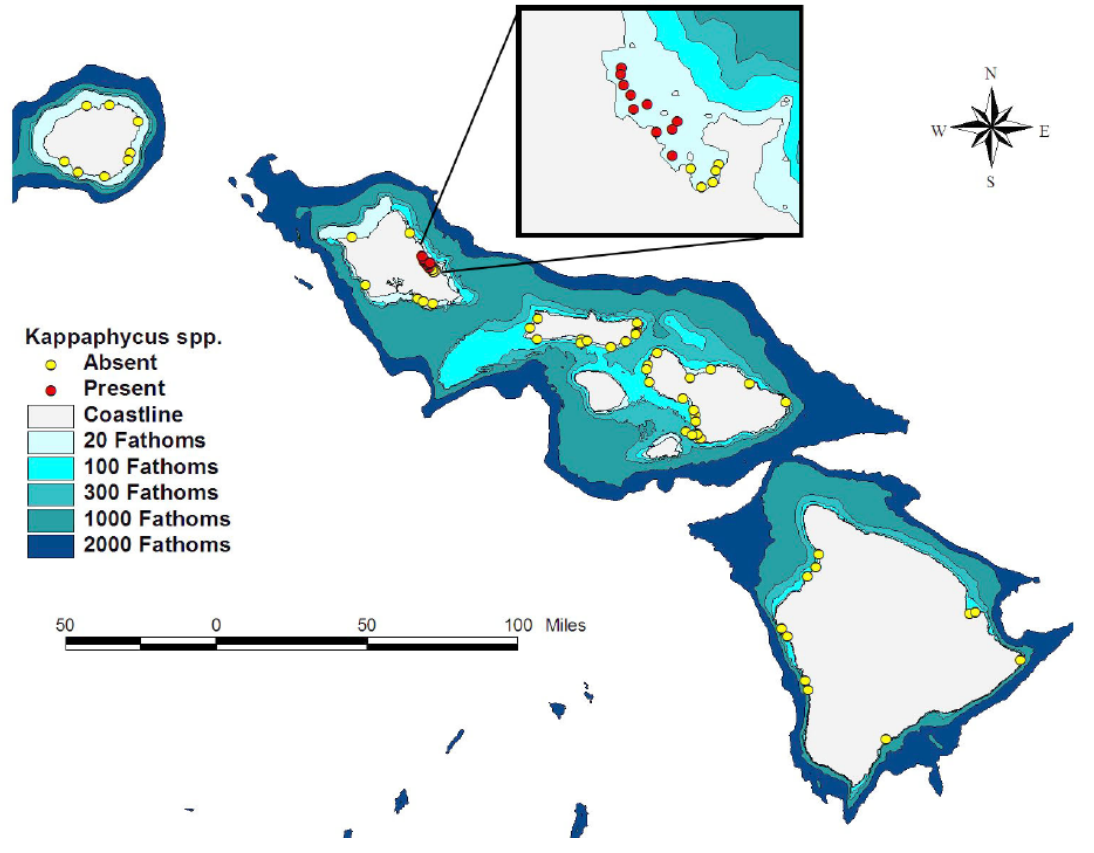 N
W E
S
Kappaphycus spp.
Absent
Present
Coastline
20 Fathoms
100 Fathoms
300 Fathoms
1000 Fathoms
2000 Fathoms
50 0 50 100 Miles